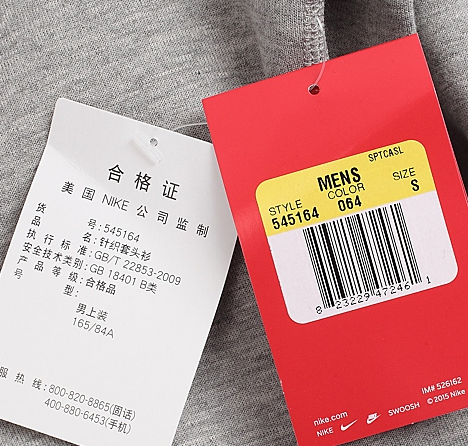 合格证
美国 NIKE 公司监制
货号:545164
品名:针织套头衫
执行标准:GB/T 22853-2009
安全技术类别:GB 18401 B类
产品等级:合格品
号型:
男上装
165/84A
服热线:800-820-8865(固话)
400-880-6453(手机)
SPTCASL
MENS
STYLE COLOR SIZE
545164 064 S
8 23229 47246 1
IM# 526162
© 2015 Nike
nike.com
NIKE SWOOSH